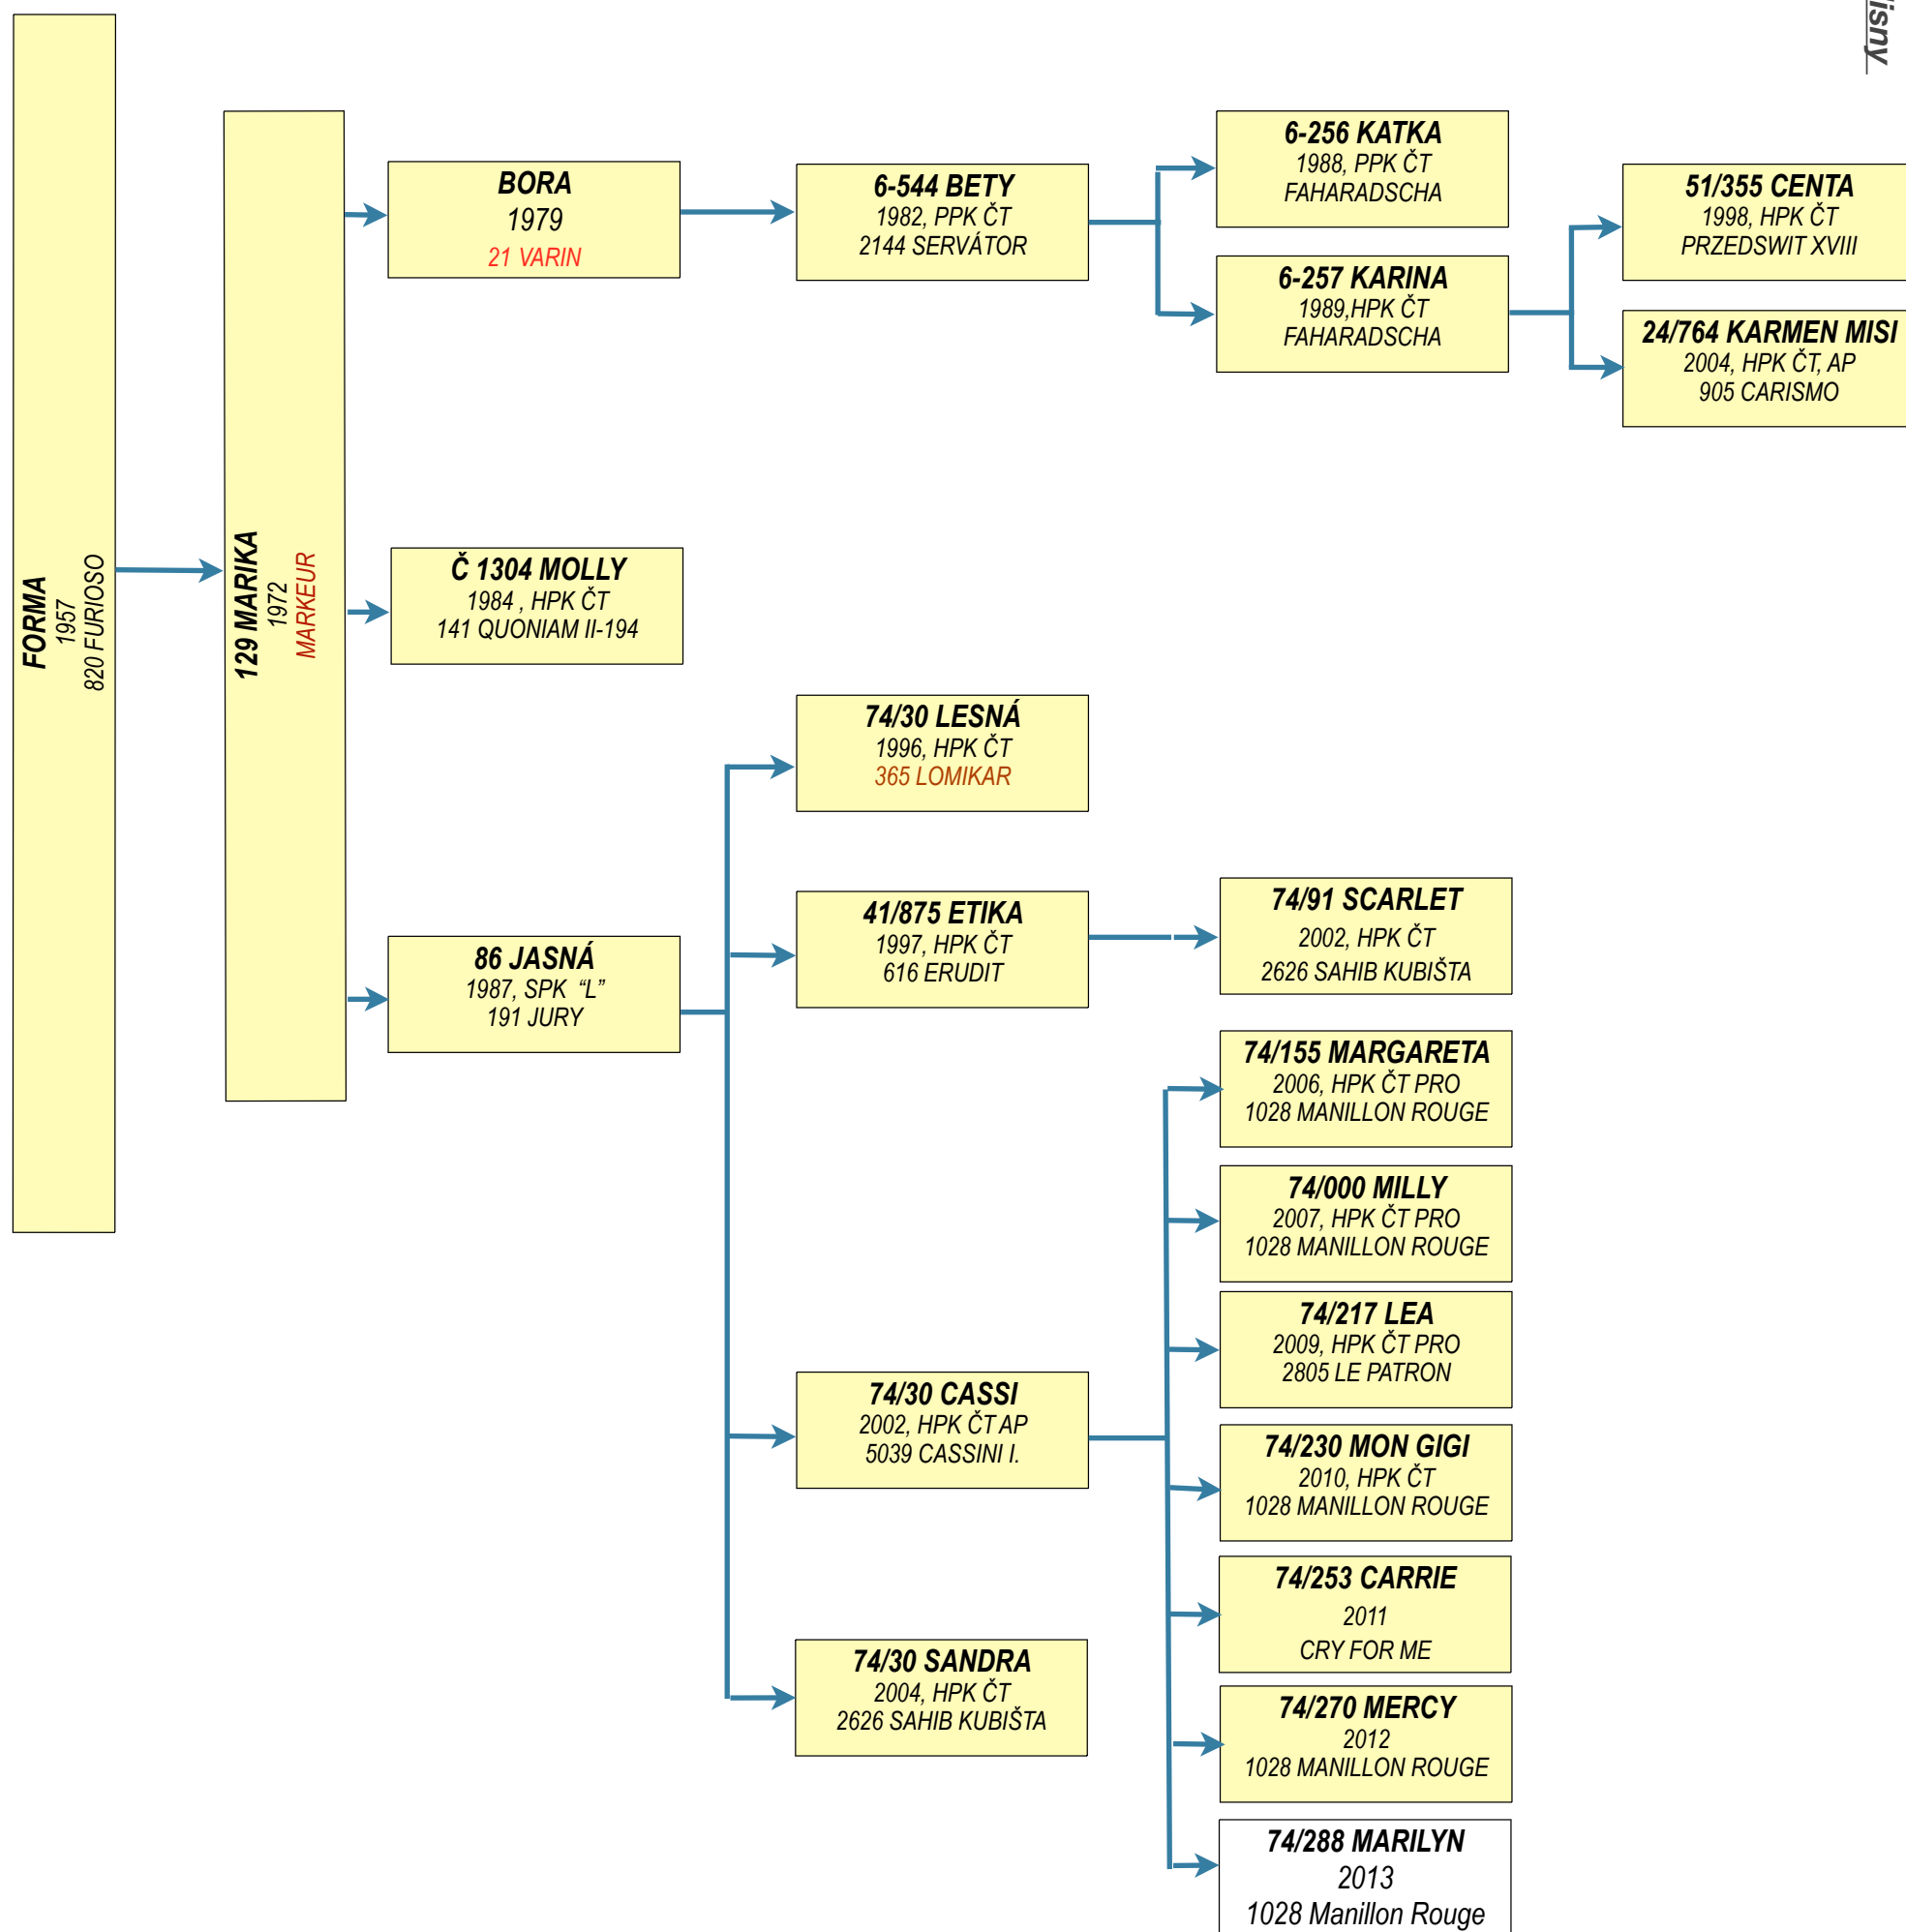 FORMA
1957
820 FURIOSO
129 MARIKA
1972
MARKEUR
BORA
1979
21 VARIN
6-544 BETY
1982, PPK ČT
2144 SERVÁTOR
6-256 KATKA
1988, PPK ČT
FAHARADSCHA
6-257 KARINA
1989,HPK ČT
FAHARADSCHA
51/355 CENTA
1998, HPK ČT
PRZEDSWIT XVIII
24/764 KARMEN MISI
2004, HPK ČT, AP
905 CARISMO
Č 1304 MOLLY
1984 , HPK ČT
141 QUONIAM II-194
86 JASNÁ
1987, SPK “L”
191 JURY
74/30 LESNÁ
1996, HPK ČT
365 LOMIKAR
41/875 ETIKA
1997, HPK ČT
616 ERUDIT
74/91 SCARLET
2002, HPK ČT
2626 SAHIB KUBIŠTA
74/30 CASSI
2002, HPK ČT AP
5039 CASSINI I.
74/155 MARGARETA
2006, HPK ČT PRO
1028 MANILLON ROUGE
74/000 MILLY
2007, HPK ČT PRO
1028 MANILLON ROUGE
74/217 LEA
2009, HPK ČT PRO
2805 LE PATRON
74/230 MON GIGI
2010, HPK ČT
1028 MANILLON ROUGE
74/253 CARRIE
2011
CRY FOR ME
74/270 MERCY
2012
1028 MANILLON ROUGE
74/288 MARILYN
2013
1028 Manillon Rouge
74/30 SANDRA
2004, HPK ČT
2626 SAHIB KUBIŠTA